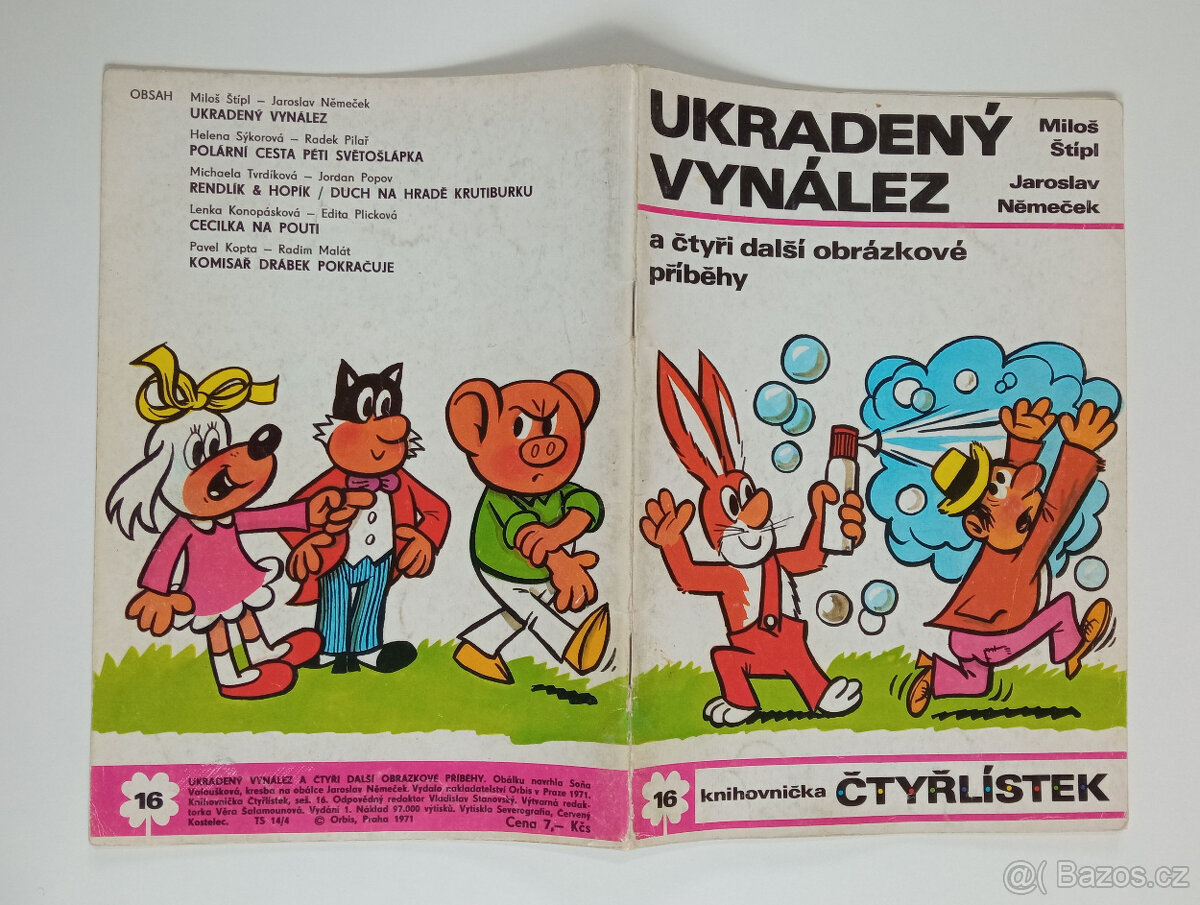 OBSAH Miloš Štípl – Jaroslav Němeček
UKRADENÝ VYNÁLEZ
Helena Sýkorová – Radek Pilař
POLÁRNÍ CESTA PÉTI SVĚTOŠLÁPKA
Michaela Tvrdíková – Jordan Popov
RENDLÍK & HOPÍK / DUCH NA HRADĚ KRUTIBURKU
Lenka Konopásková – Edita Plicková
CECILKA NA POUTI
Pavel Kopta – Radim Malát
KOMISAŘ DRÁBEK POKRAČUJE
16
UKRADENÝ VYNÁLEZ A ČTYŘI DALŠÍ OBRÁZKOVÉ PŘÍBĚHY. Obálku navrhla Soňa
Valoušková, kresba na obálce Jaroslav Němeček. Vydalo nakladatelství Orbis v Praze 1971,
Knihovnička Čtyřlístek, seš. 16. Odpovědný redaktor Vladislav Stanovský. Výtvarná redak-
torka Věra Šalamounová. Vydání 1. Náklad 97.000 výtisků. Vytiskla Severografia, Červený
Kostelec. TS 14/4 © Orbis, Praha 1971
Cena 7,– Kčs
UKRADENÝ
VYNÁLEZ
Miloš
Štípl
Jaroslav
Němeček
a čtyři další obrázkové
příběhy
16 knihovnička ČTYŘLÍSTEK
@( Bazos.cz